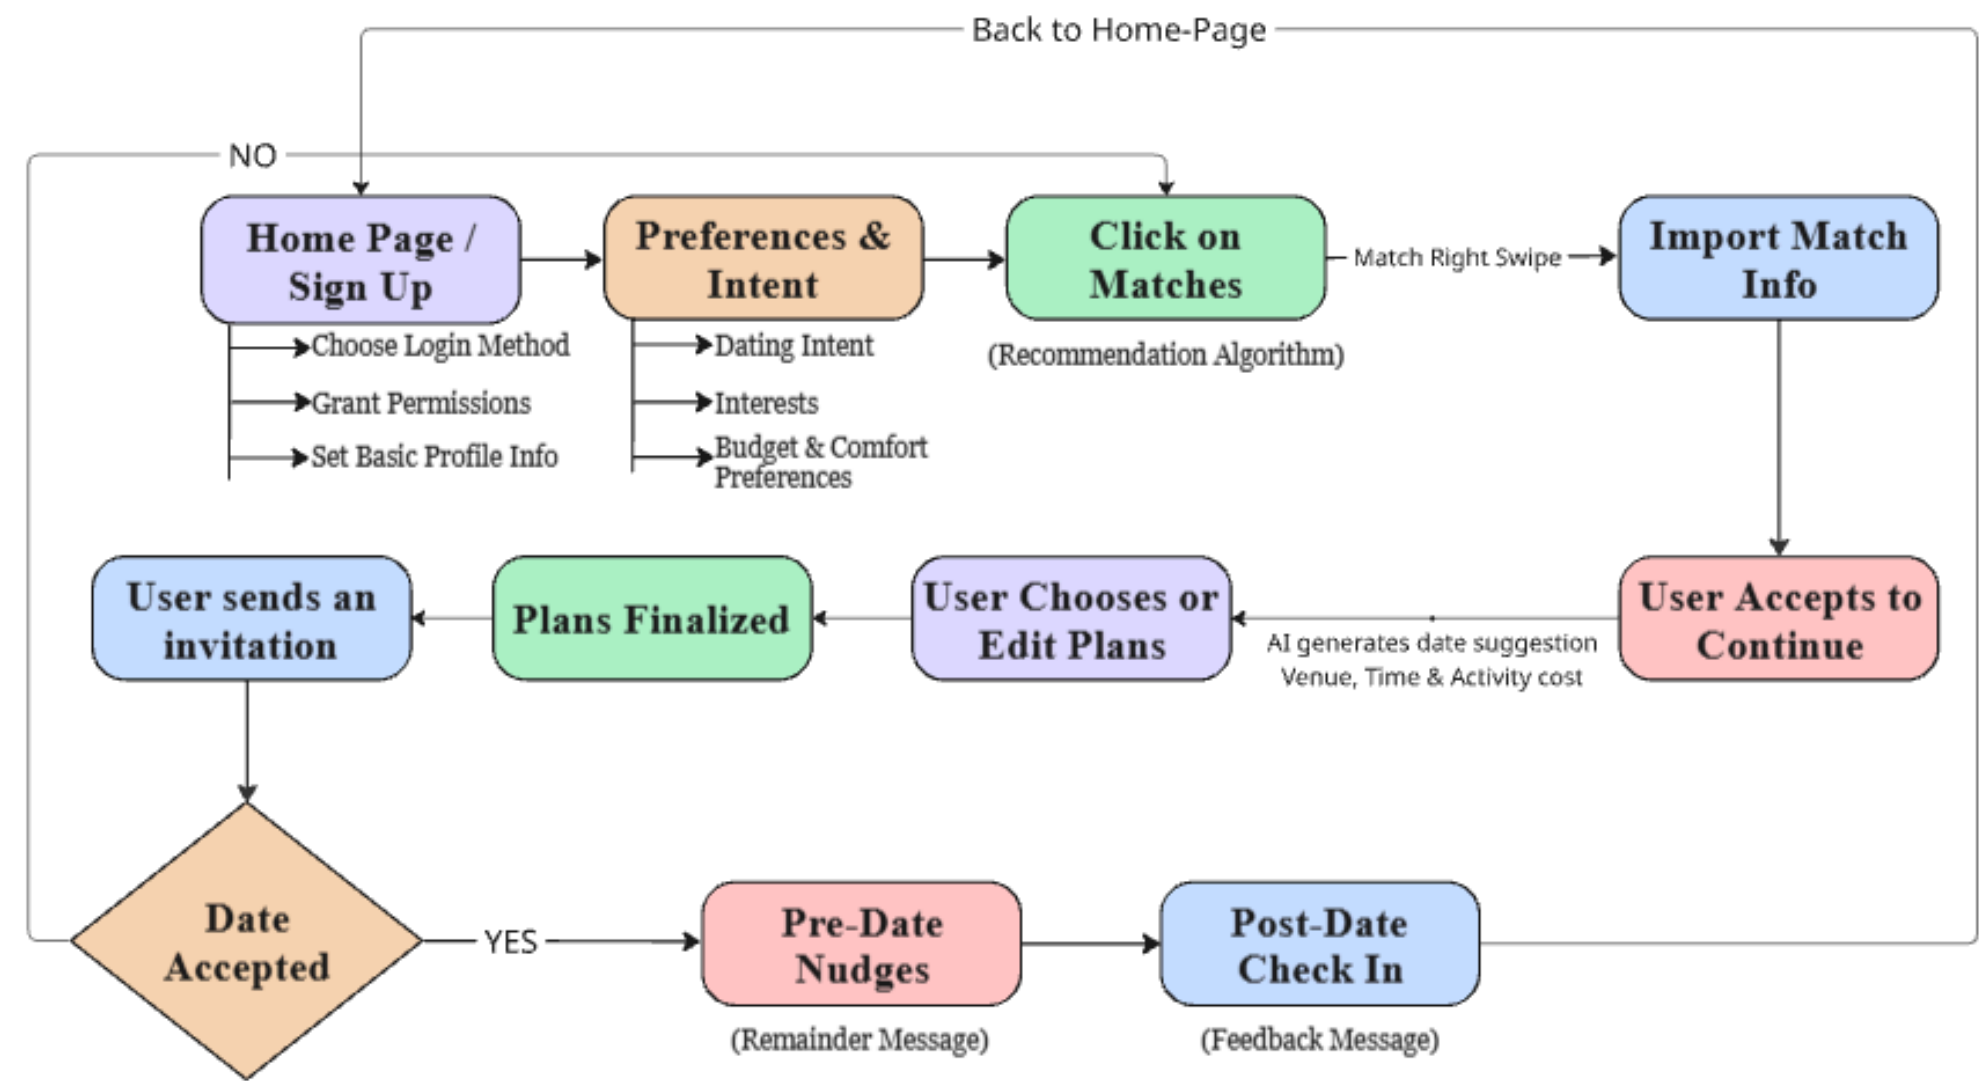 Back to Home-Page
NO
Home Page /
Sign Up
Preferences &
Intent
Click on
Matches
Match Right Swipe
Import Match
Info
Choose Login Method
Grant Permissions
Set Basic Profile Info
Dating Intent
Interests
Budget & Comfort
Preferences
(Recommendation Algorithm)
User sends an
invitation
Plans Finalized
User Chooses or
Edit Plans
AI generates date suggestion
Venue, Time & Activity cost
User Accepts to
Continue
Date
Accepted
YES
Pre-Date
Nudges
(Remainder Message)
Post-Date
Check In
(Feedback Message)